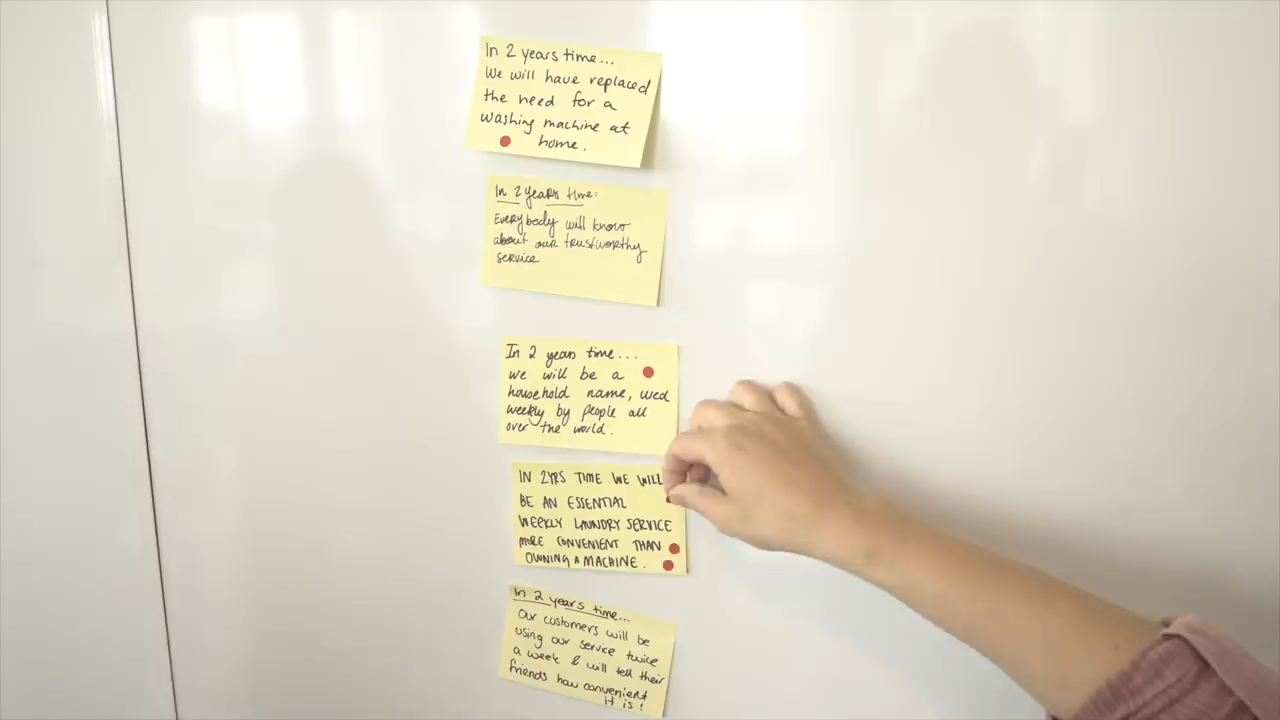 In 2 years time...
We will have replaced
the need for a
washing machine at
home.
In 2 years time:
Everybody will know
about our trustworthy
service
In 2 years time...
we will be a
household name, used
weekly by people all
over the world.
IN 2YRS TIME WE WILL
BE AN ESSENTIAL
WEEKLY LAUNDRY SERVICE
MORE CONVENIENT THAN
OWNING A MACHINE.
In 2 years time...
Our customers will be
using our service twice
a week & will tell their
friends how convenient
it is!